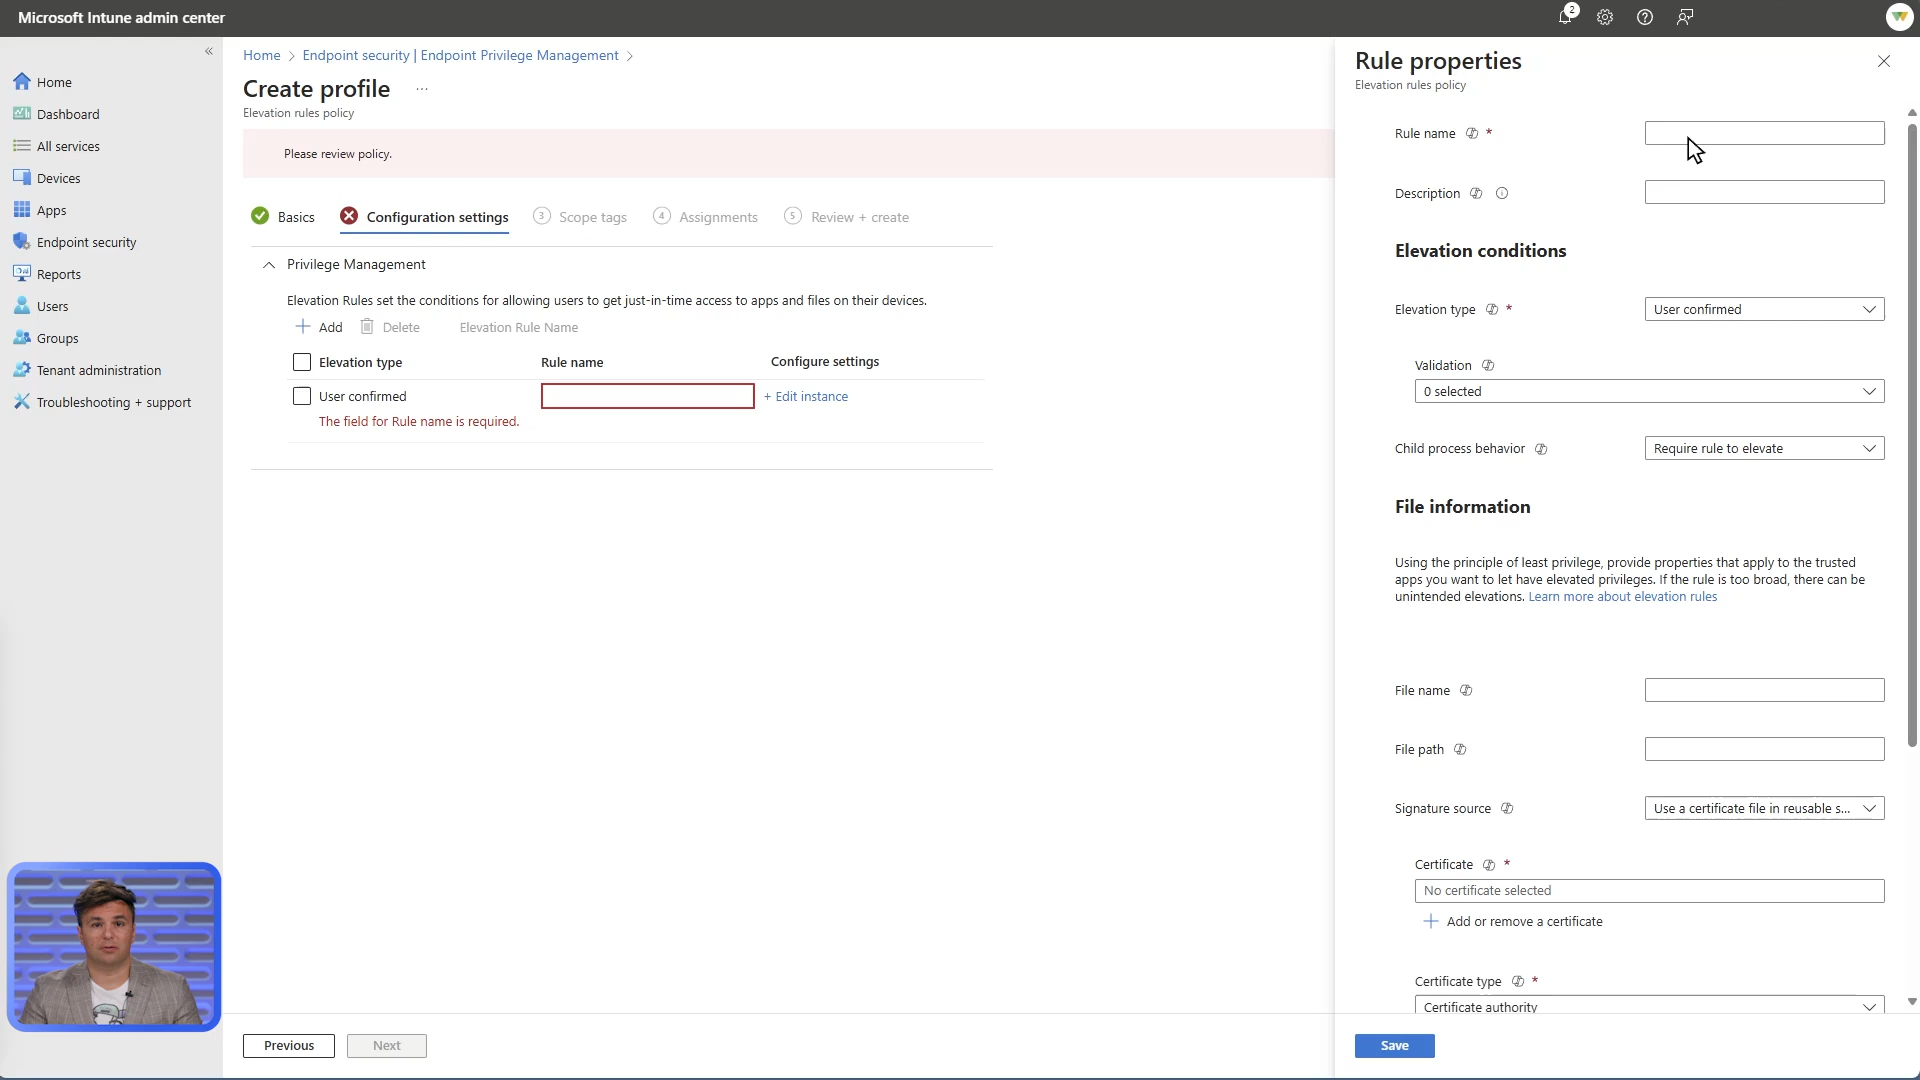 Microsoft Intune admin center
2
Home
Dashboard
All services
Devices
Apps
Endpoint security
Reports
Users
Groups
Tenant administration
Troubleshooting + support
Home > Endpoint security | Endpoint Privilege Management >
Create profile ...
Elevation rules policy
Please review policy.
Basics
Configuration settings
3 Scope tags
4 Assignments
5 Review + create
Privilege Management
Elevation Rules set the conditions for allowing users to get just-in-time access to apps and files on their devices.
+ Add Delete Elevation Rule Name
Elevation type Rule name Configure settings
User confirmed + Edit instance
The field for Rule name is required.
Previous Next
Rule properties
Elevation rules policy
Rule name *
Description
Elevation conditions
Elevation type * User confirmed
Validation
0 selected
Child process behavior Require rule to elevate
File information
Using the principle of least privilege, provide properties that apply to the trusted
apps you want to let have elevated privileges. If the rule is too broad, there can be
unintended elevations. Learn more about elevation rules
File name
File path
Signature source Use a certificate file in reusable s...
Certificate *
No certificate selected
+ Add or remove a certificate
Certificate type *
Certificate authority
Save